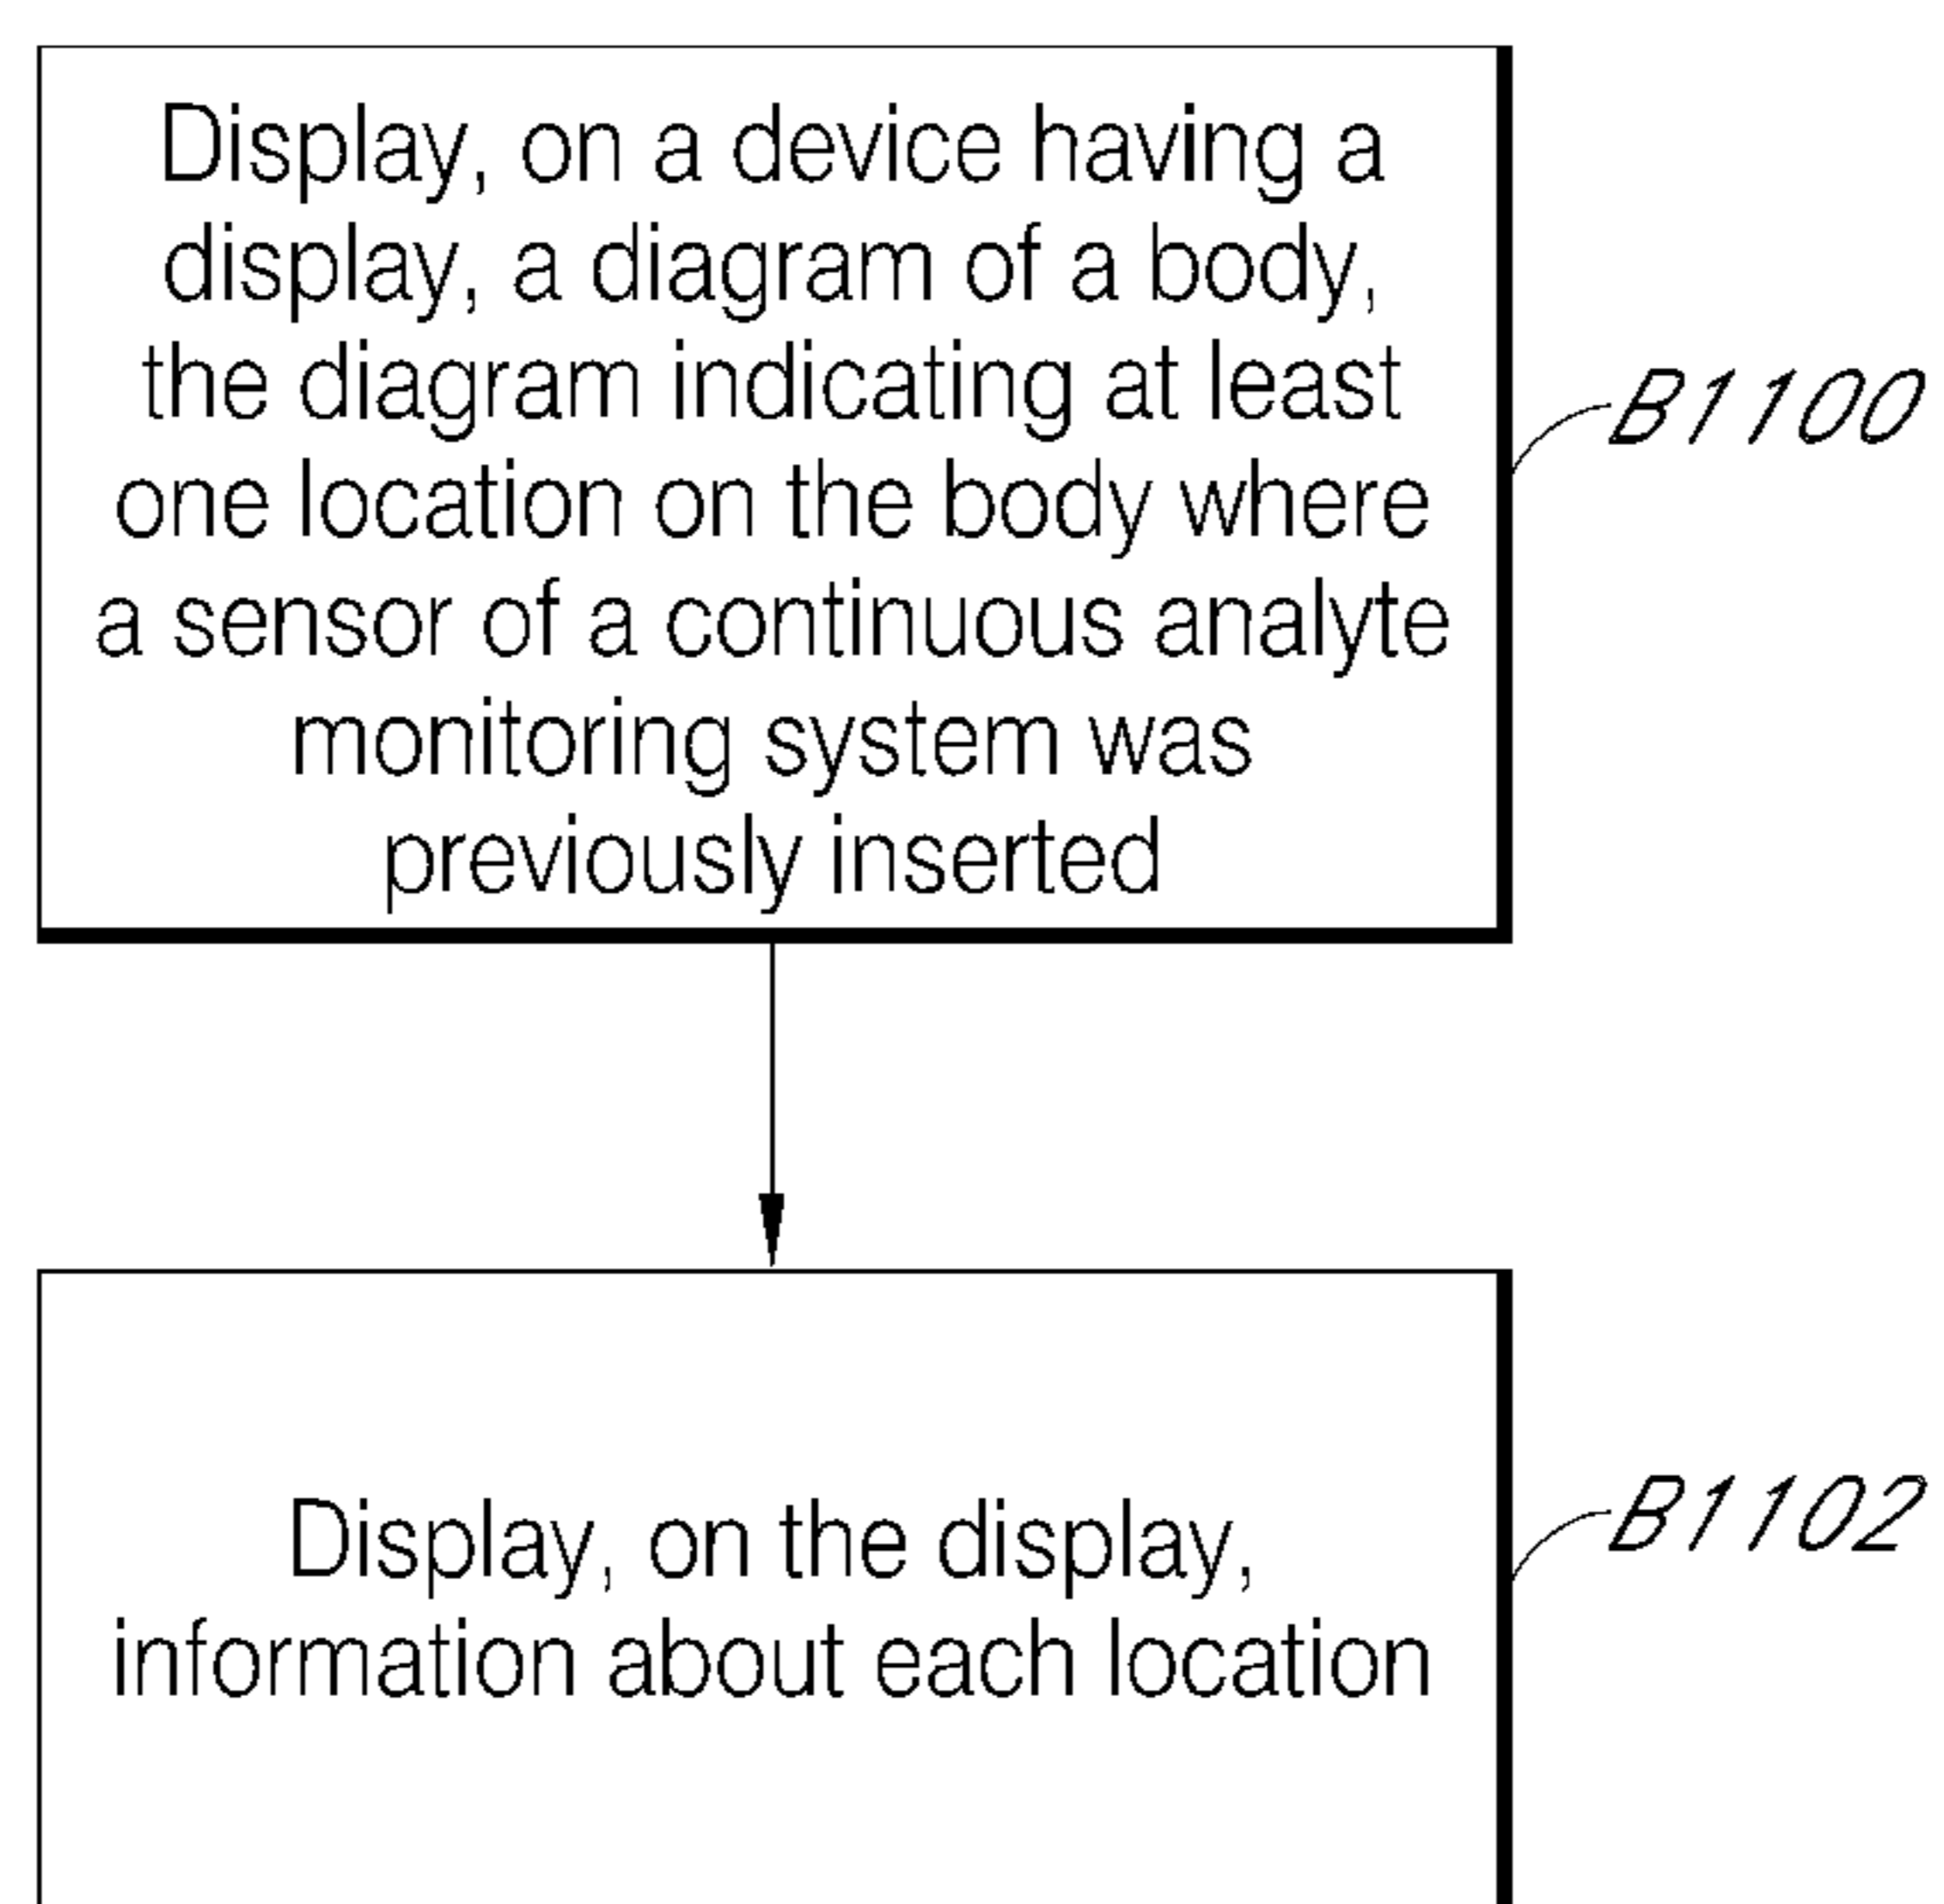 Display, on a device having a
display, a diagram of a body,
the diagram indicating at least
one location on the body where
a sensor of a continuous analyte
monitoring system was
previously inserted
B1100
Display, on the display,
information about each location
B1102